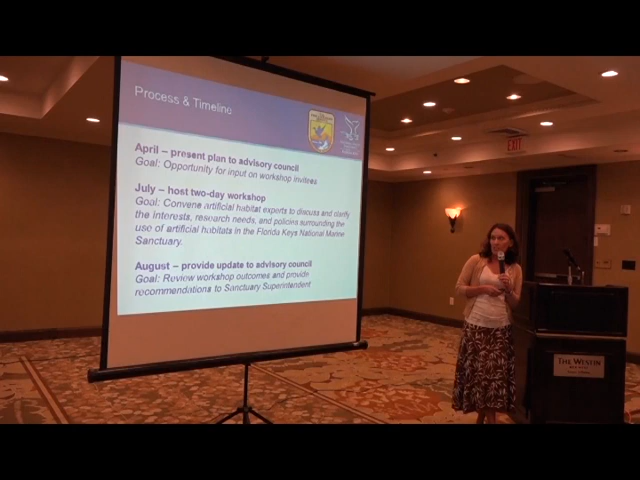 Process & Timeline
April – present plan to advisory council
Goal: Opportunity for input on workshop invitees
July – host two-day workshop
Goal: Convene artificial habitat experts to discuss and clarify
the interests, research needs, and policies surrounding the
use of artificial habitats in the Florida Keys National Marine
Sanctuary.
August – provide update to advisory council
Goal: Review workshop outcomes and provide
recommendations to Sanctuary Superintendent
EXIT
THE WESTIN